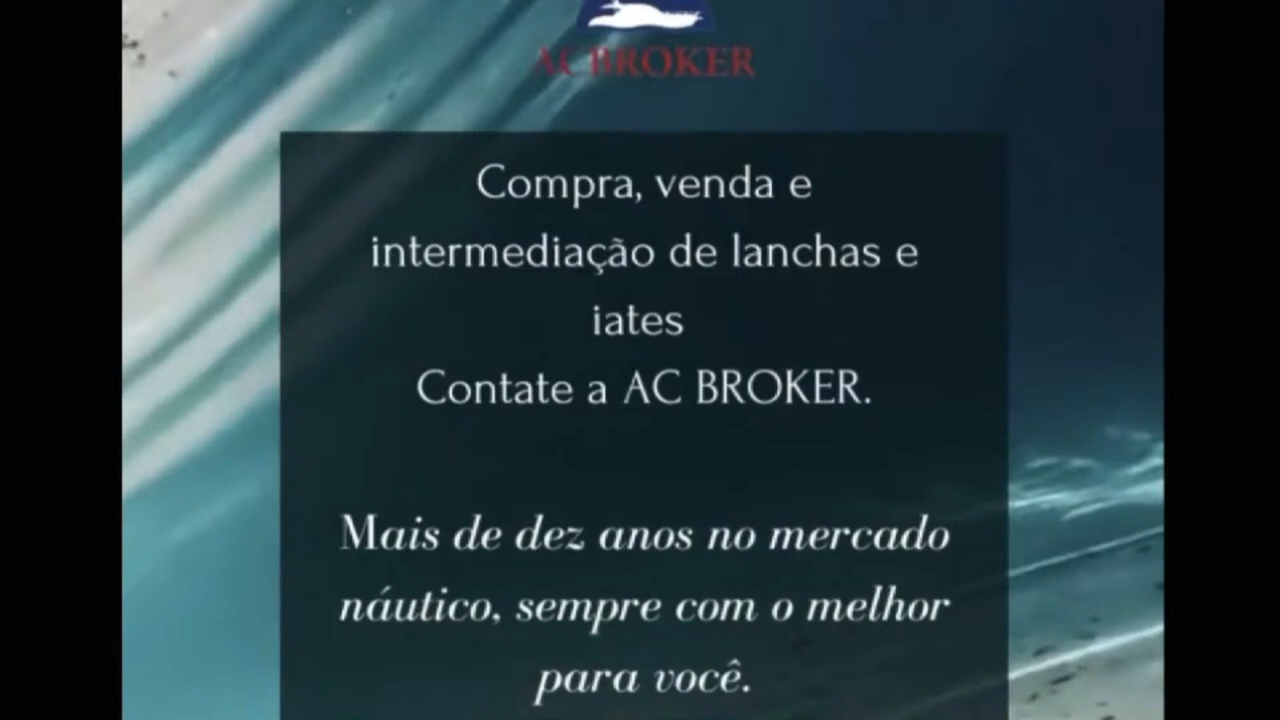 AC BROKER
Compra, venda e
intermediação de lanchas e
iates
Contate a AC BROKER.
Mais de dez anos no mercado
náutico, sempre com o melhor
para você.